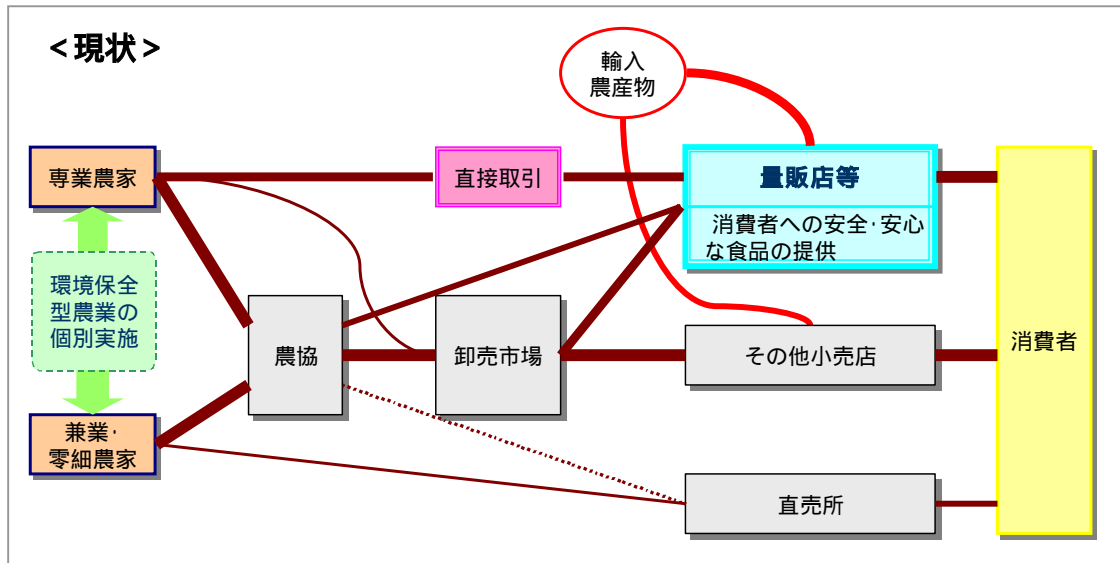 <現状>
輸入
農産物
専業農家
直接取引
量販店等
消費者への安全・安心
な食品の提供
環境保全
型農業の
個別実施
農協
卸売市場
その他小売店
消費者
兼業・
零細農家
直売所